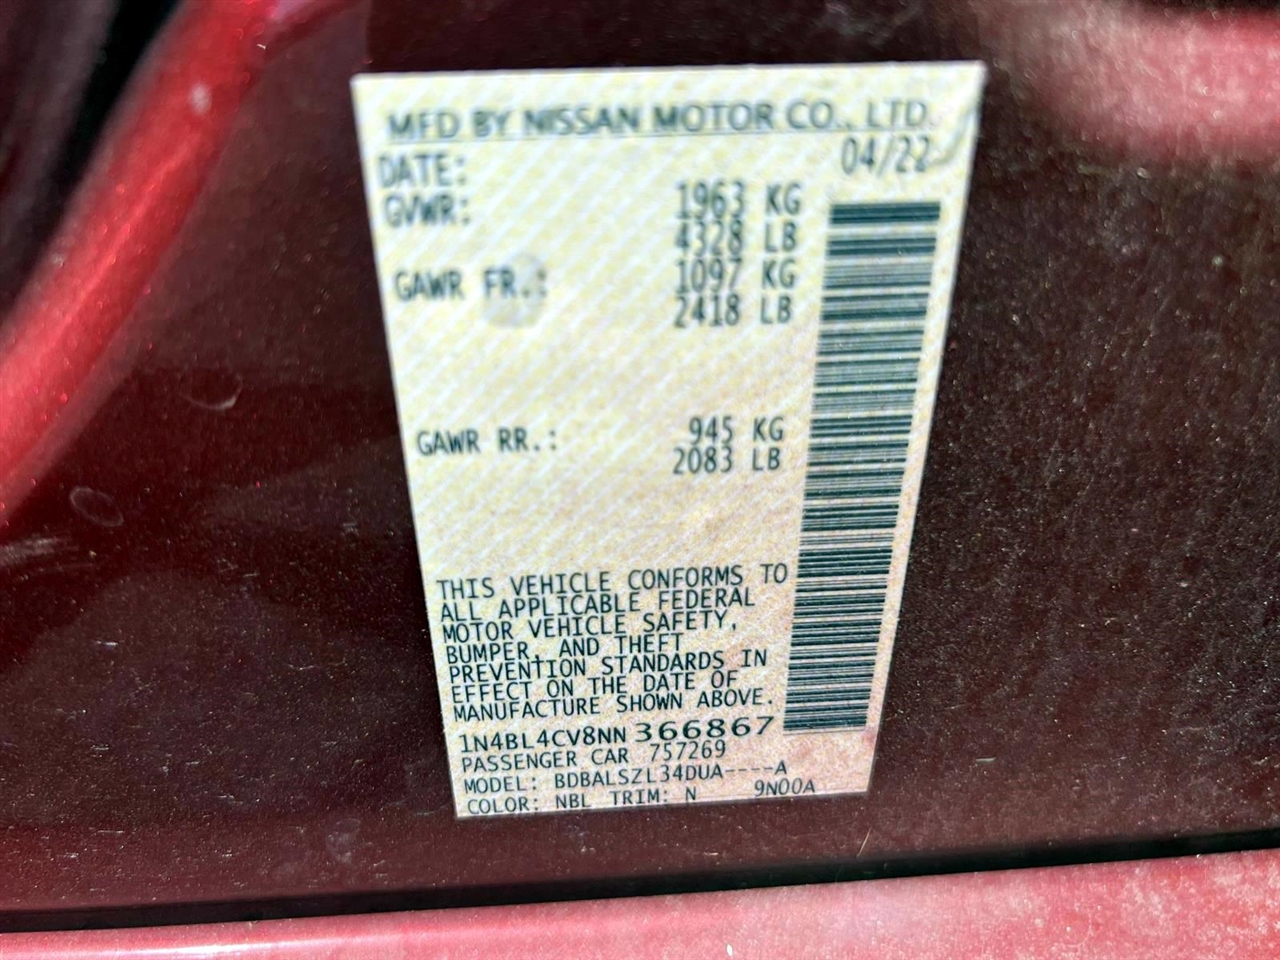 MFD BY NISSAN MOTOR CO., LTD.
DATE: 04/22
GVWR: 1963 KG
4328 LB
GAWR FR.: 1097 KG
2418 LB
GAWR RR.: 945 KG
2083 LB
THIS VEHICLE CONFORMS TO
ALL APPLICABLE FEDERAL
MOTOR VEHICLE SAFETY,
BUMPER, AND THEFT
PREVENTION STANDARDS IN
EFFECT ON THE DATE OF
MANUFACTURE SHOWN ABOVE.
1N4BL4CV8NN366867
PASSENGER CAR 757269
MODEL: BDBALSZL34DUA----A
COLOR: NBL TRIM: N 9N00A